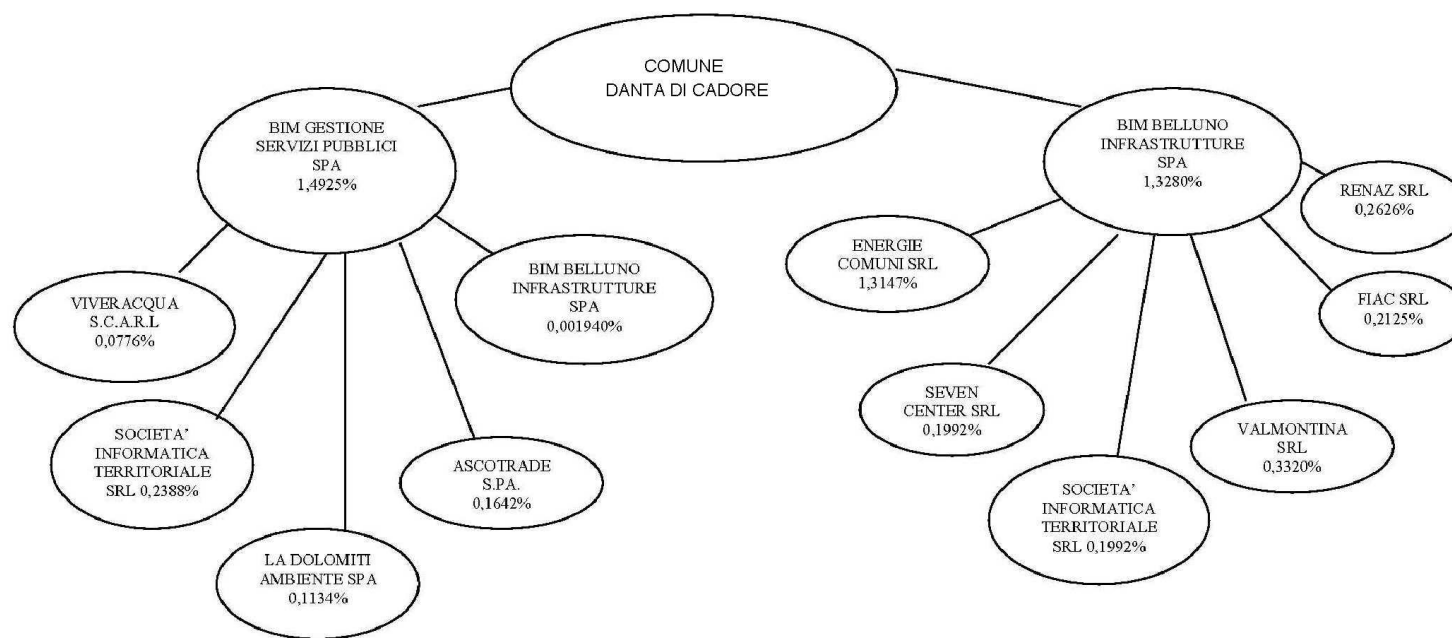 COMUNE
DANTA DI CADORE
BIM GESTIONE
SERVIZI PUBBLICI
SPA
1,4925%
BIM BELLUNO
INFRASTRUTTURE
SPA
1,3280%
VIVERACQUA
S.C.A.R.L
0,0776%
SOCIETA'
INFORMATICA
TERRITORIALE
SRL 0,2388%
LA DOLOMITI
AMBIENTE SPA
0,1134%
ASCOTRADE
S.PA.
0,1642%
BIM BELLUNO
INFRASTRUTTURE
SPA
0,001940%
ENERGIE
COMUNI SRL
1,3147%
SEVEN
CENTER SRL
0,1992%
SOCIETA'
INFORMATICA
TERRITORIALE
SRL 0,1992%
VALMONTINA
SRL
0,3320%
FIAC SRL
0,2125%
RENAZ SRL
0,2626%